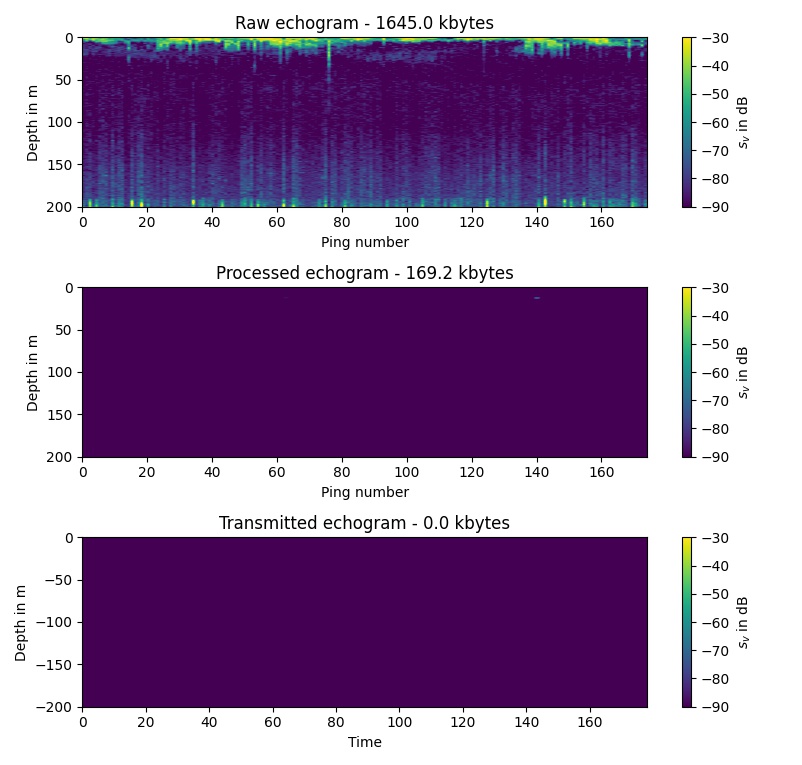 Raw echogram - 1645.0 kbytes
0
50
100
150
200
Depth in m
0 20 40 60 80 100 120 140 160
Ping number
−30
−40
−50
−60
−70
−80
−90
sᵥ in dB
Processed echogram - 169.2 kbytes
0
50
100
150
200
Depth in m
0 20 40 60 80 100 120 140 160
Ping number
−30
−40
−50
−60
−70
−80
−90
sᵥ in dB
Transmitted echogram - 0.0 kbytes
0
−50
−100
−150
−200
Depth in m
0 20 40 60 80 100 120 140 160
Time
−30
−40
−50
−60
−70
−80
−90
sᵥ in dB